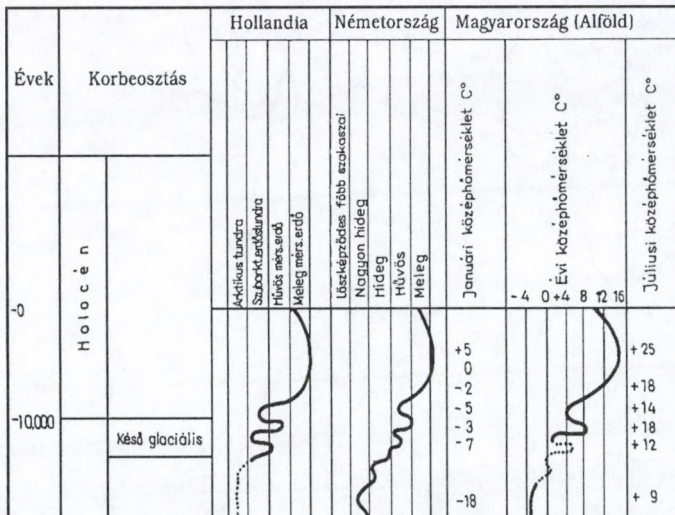 Hollandia Németország Magyarország (Alföld)
Évek Korbeosztás
Arktikus tundra
Szubarkt.erdőstundra
Hűvös mérs.erdő
Meleg mérs.erdő
Löszképződes főbb szakaszai
Nagyon hideg
Hideg
Hűvös
Meleg
Januári középhőmérséklet C°
Évi középhőmérséklet C°
Júliusi középhőmérséklet C°
-4 0 +4 8 12 16
Holocén
-0
+5 +25
0
-2 +18
-5 +14
-10,000
-3 +18
Késő glaciális -7 +12
-18 + 9